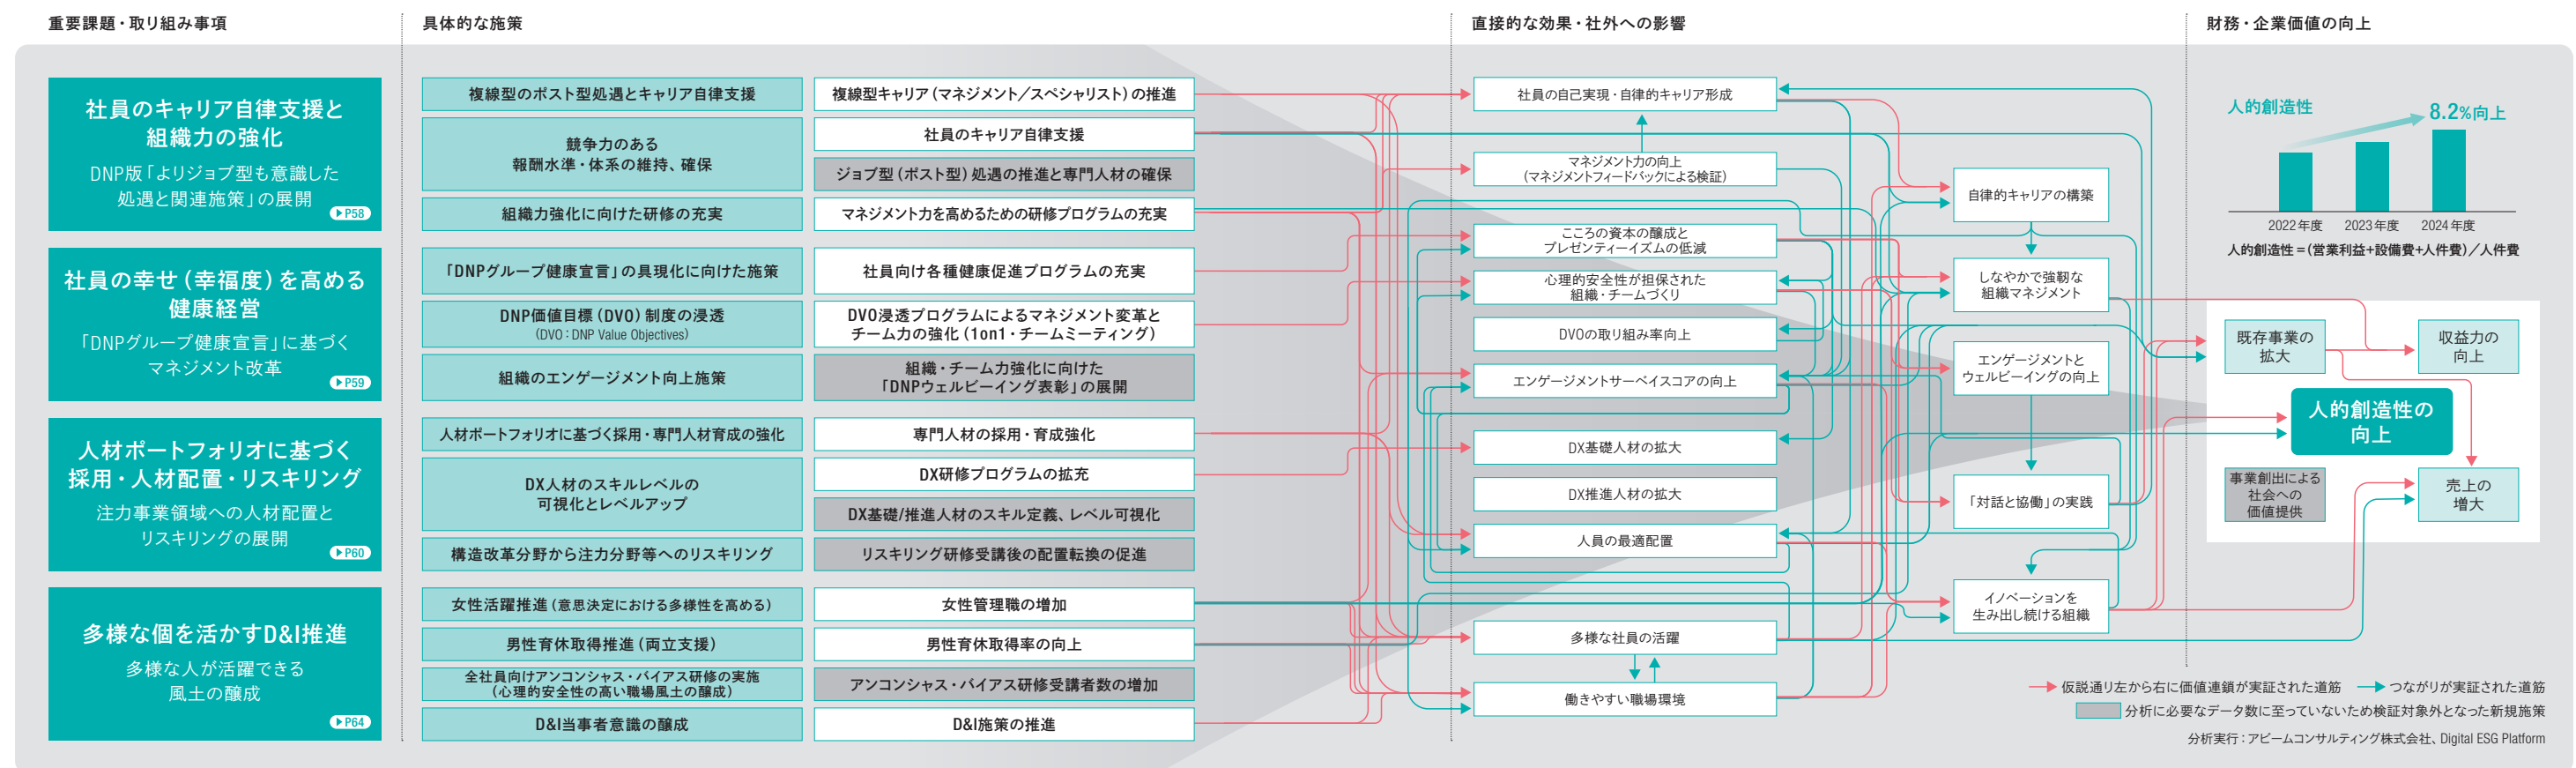 重要課題・取り組み事項
具体的な施策
直接的な効果・社外への影響
財務・企業価値の向上
社員のキャリア自律支援と
組織力の強化
DNP版「よりジョブ型も意識した
処遇と関連施策」の展開
▶P58
社員の幸せ（幸福度）を高める
健康経営
「DNPグループ健康宣言」に基づく
マネジメント改革
▶P59
人材ポートフォリオに基づく
採用・人材配置・リスキリング
注力事業領域への人材配置と
リスキリングの展開
▶P60
多様な個を活かすD&I推進
多様な人が活躍できる
風土の醸成
▶P64
複線型のポスト型処遇とキャリア自律支援
競争力のある
報酬水準・体系の維持、確保
組織力強化に向けた研修の充実
「DNPグループ健康宣言」の具現化に向けた施策
DNP価値目標（DVO）制度の浸透
（DVO：DNP Value Objectives）
組織のエンゲージメント向上施策
人材ポートフォリオに基づく採用・専門人材育成の強化
DX人材のスキルレベルの
可視化とレベルアップ
構造改革分野から注力分野等へのリスキリング
女性活躍推進（意思決定における多様性を高める）
男性育休取得推進（両立支援）
全社員向けアンコンシャス・バイアス研修の実施
（心理的安全性の高い職場風土の醸成）
D&I当事者意識の醸成
複線型キャリア（マネジメント／スペシャリスト）の推進
社員のキャリア自律支援
ジョブ型（ポスト型）処遇の推進と専門人材の確保
マネジメント力を高めるための研修プログラムの充実
社員向け各種健康促進プログラムの充実
DVO浸透プログラムによるマネジメント変革と
チーム力の強化（1on1・チームミーティング）
組織・チーム力強化に向けた
「DNPウェルビーイング表彰」の展開
専門人材の採用・育成強化
DX研修プログラムの拡充
DX基礎/推進人材のスキル定義、レベル可視化
リスキリング研修受講後の配置転換の促進
女性管理職の増加
男性育休取得率の向上
アンコンシャス・バイアス研修受講者数の増加
D&I施策の推進
社員の自己実現・自律的キャリア形成
マネジメント力の向上
（マネジメントフィードバックによる検証）
こころの資本の醸成と
プレゼンティーイズムの低減
心理的安全性が担保された
組織・チームづくり
DVOの取り組み率向上
エンゲージメントサーベイスコアの向上
DX基礎人材の拡大
DX推進人材の拡大
人員の最適配置
多様な社員の活躍
働きやすい職場環境
自律的キャリアの構築
しなやかで強靭な
組織マネジメント
エンゲージメントと
ウェルビーイングの向上
「対話と協働」の実践
イノベーションを
生み出し続ける組織
人的創造性
8.2%向上
2022年度
2023年度
2024年度
人的創造性＝（営業利益+設備費+人件費）／人件費
既存事業の
拡大
収益力の
向上
人的創造性の
向上
事業創出による
社会への
価値提供
売上の
増大
仮説通り左から右に価値連鎖が実証された道筋
つながりが実証された道筋
分析に必要なデータ数に至っていないため検証対象外となった新規施策
分析実行：アビームコンサルティング株式会社、Digital ESG Platform